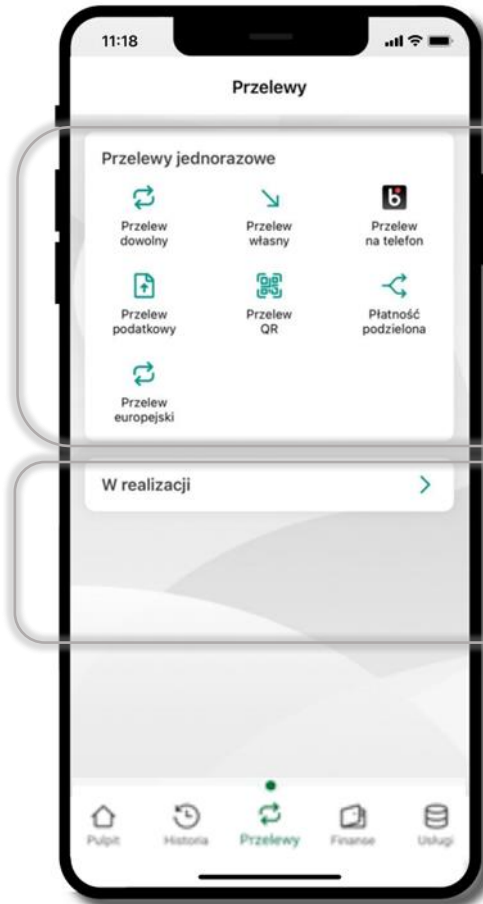 11:18
Przelewy
Przelewy jednorazowe
Przelew
dowolny
Przelew
własny
Przelew
na telefon
Przelew
podatkowy
Przelew
QR
Płatność
podzielona
Przelew
europejski
W realizacji
Pulpit
Historia
Przelewy
Finanse
Usługi